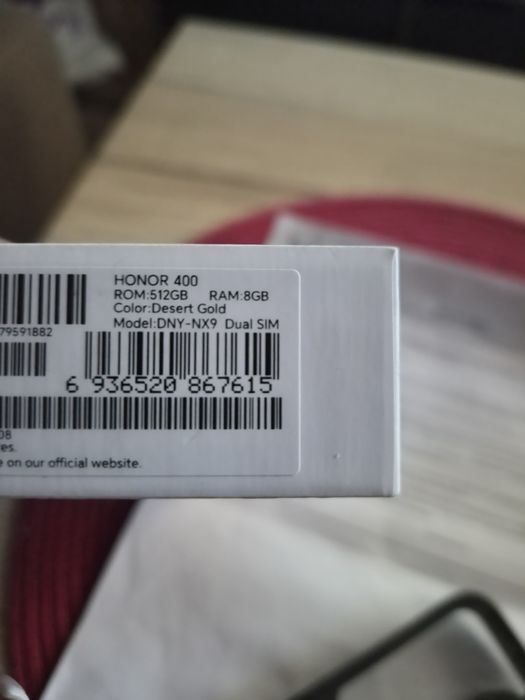 HONOR 400
ROM:512GB RAM:8GB
Color:Desert Gold
Model:DNY-NX9 Dual SIM
79591882
6 936520 867615
08
es.
e on our official website.